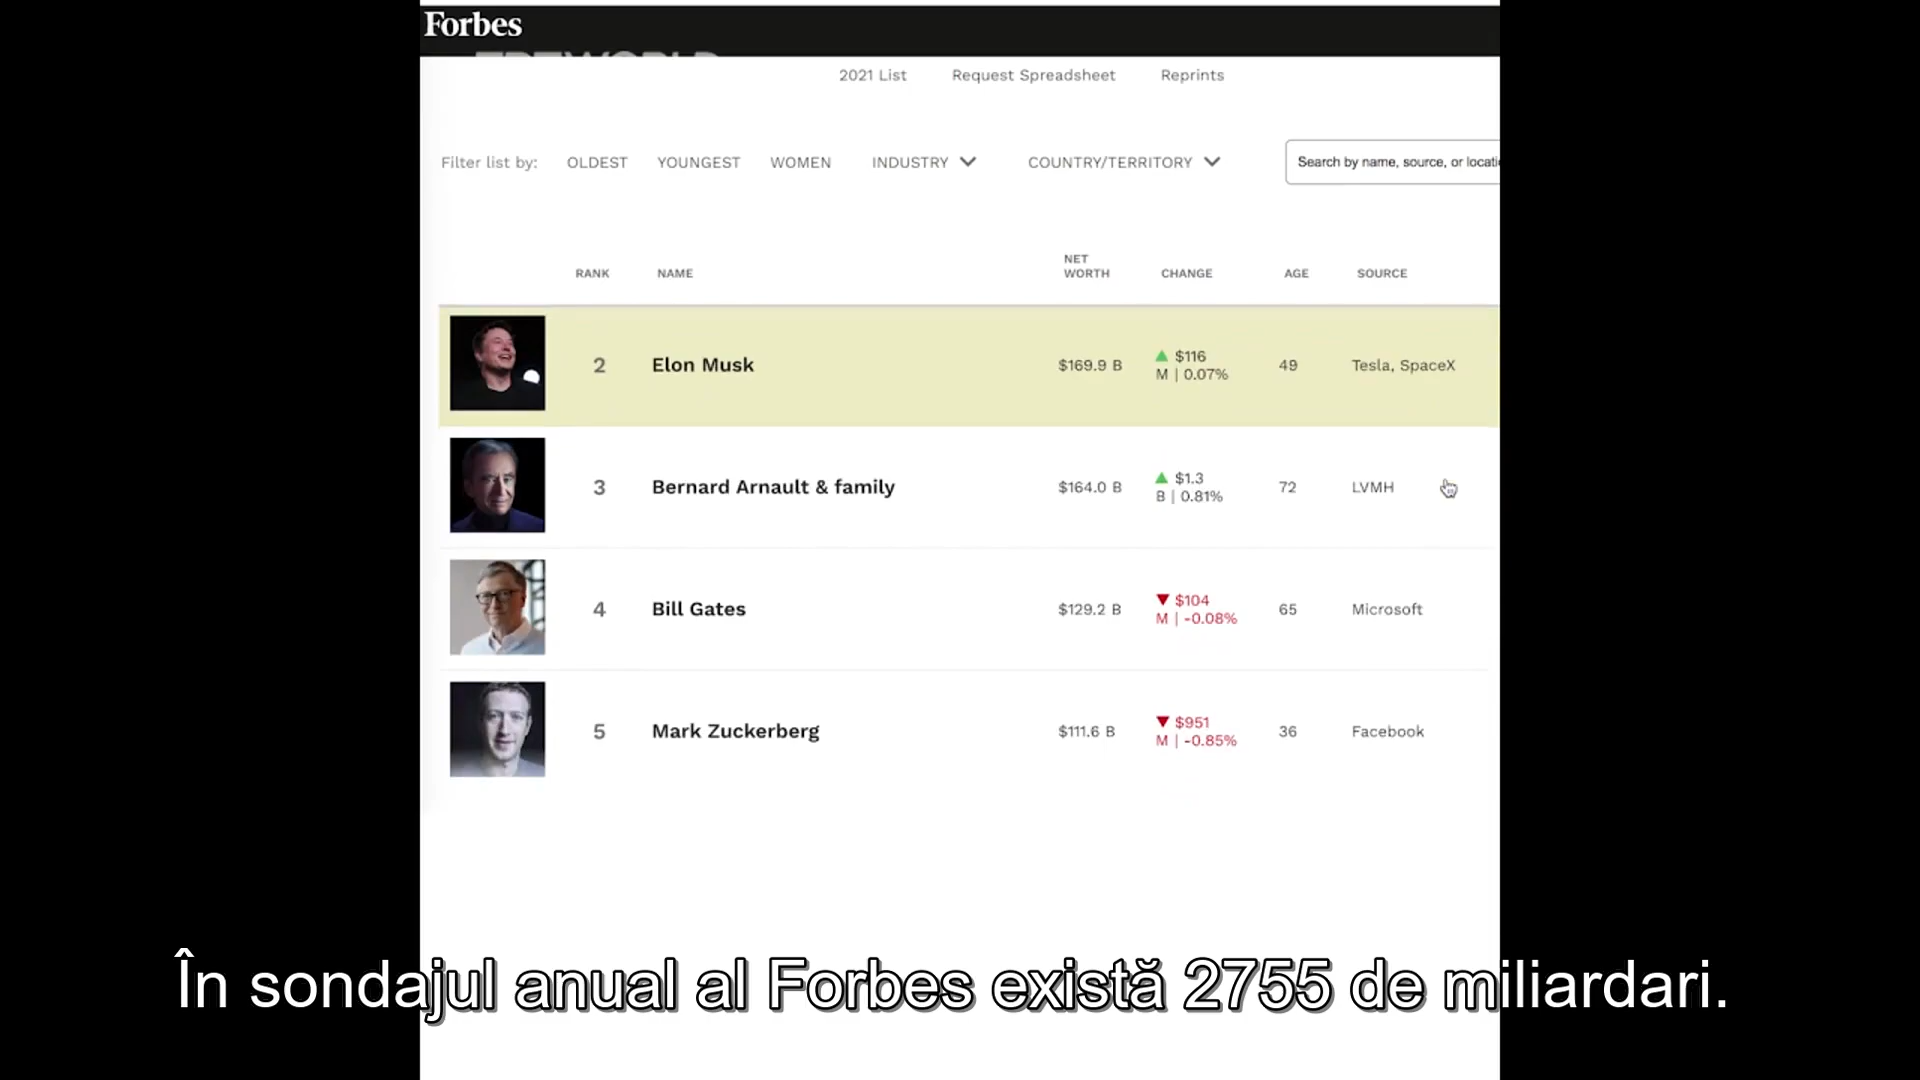 Forbes
2021 List Request Spreadsheet Reprints
Filter list by: OLDEST YOUNGEST WOMEN INDUSTRY COUNTRY/TERRITORY Search by name, source, or locati
RANK NAME NET WORTH CHANGE AGE SOURCE
2 Elon Musk $169.9 B $116 M | 0.07% 49 Tesla, SpaceX
3 Bernard Arnault & family $164.0 B $1.3 B | 0.81% 72 LVMH
4 Bill Gates $129.2 B $104 M | -0.08% 65 Microsoft
5 Mark Zuckerberg $111.6 B $951 M | -0.85% 36 Facebook
În sondajul anual al Forbes există 2755 de miliardari.